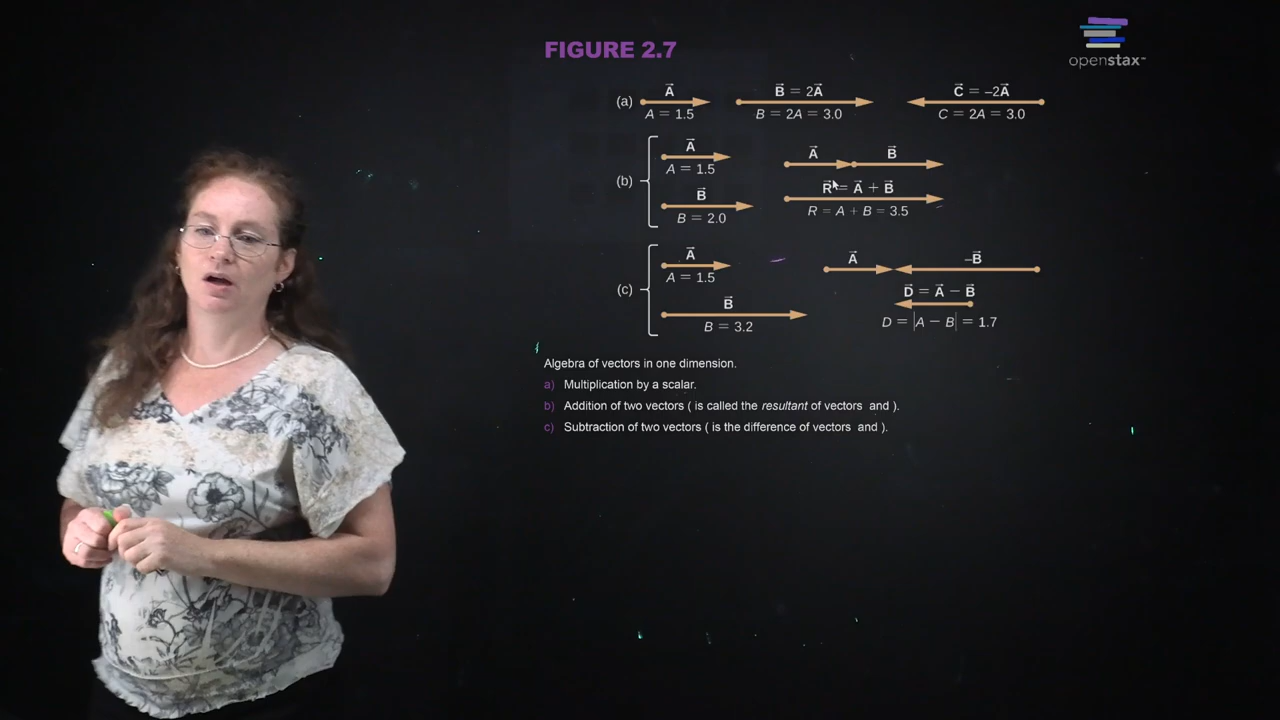 FIGURE 2.7
openstax™
(a) A⃗ B⃗ = 2A⃗ C⃗ = –2A⃗
A = 1.5 B = 2A = 3.0 C = 2A = 3.0
(b) A⃗ A⃗ B⃗
A = 1.5
R⃗ = A⃗ + B⃗
B⃗
R = A + B = 3.5
B = 2.0
(c) A⃗ A⃗ –B⃗
A = 1.5
D⃗ = A⃗ − B⃗
B⃗
D = |A − B| = 1.7
B = 3.2
Algebra of vectors in one dimension.
a) Multiplication by a scalar.
b) Addition of two vectors ( is called the resultant of vectors and ).
c) Subtraction of two vectors ( is the difference of vectors and ).